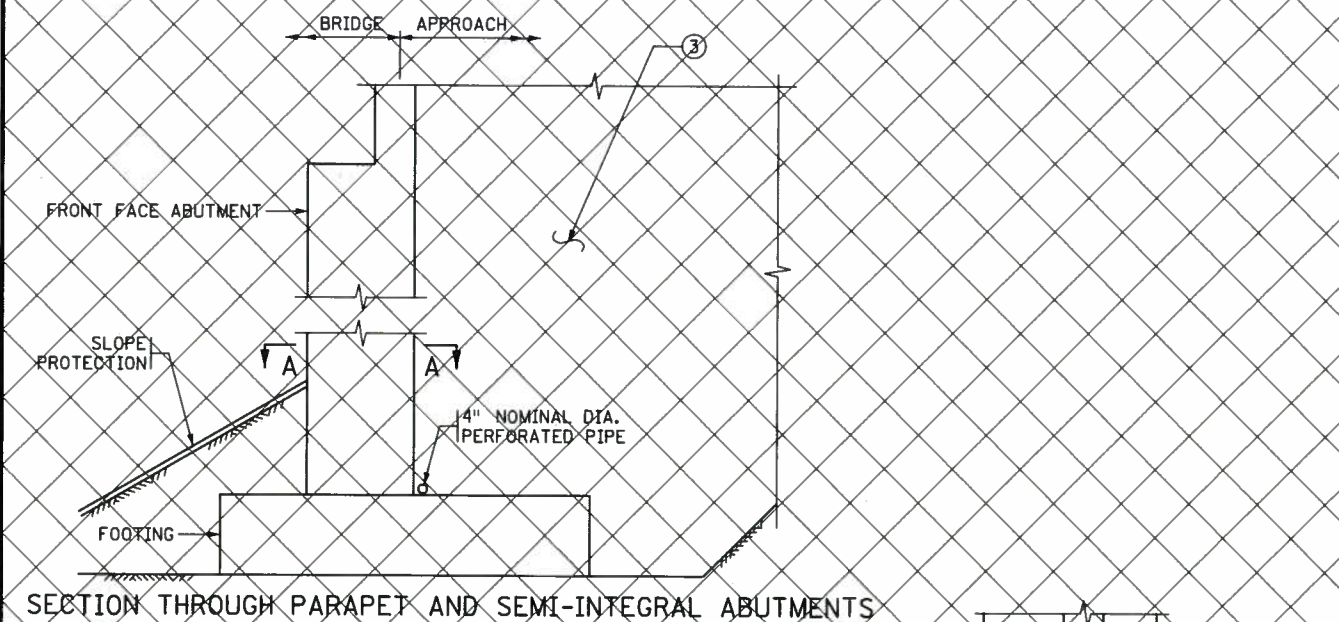 BRIDGE APPROACH
3
FRONT FACE ABUTMENT
SLOPE
PROTECTION
A A
4" NOMINAL DIA.
PERFORATED PIPE
FOOTING
SECTION THROUGH PARAPET AND SEMI-INTEGRAL ABUTMENTS